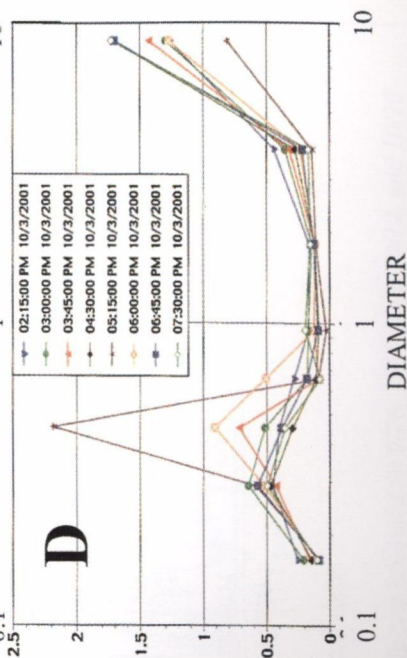 D
02:15:00 PM 10/3/2001
03:00:00 PM 10/3/2001
03:45:00 PM 10/3/2001
04:30:00 PM 10/3/2001
05:15:00 PM 10/3/2001
06:00:00 PM 10/3/2001
06:45:00 PM 10/3/2001
07:30:00 PM 10/3/2001
2.5
2
1.5
1
0.5
0.1
1
10
DIAMETER